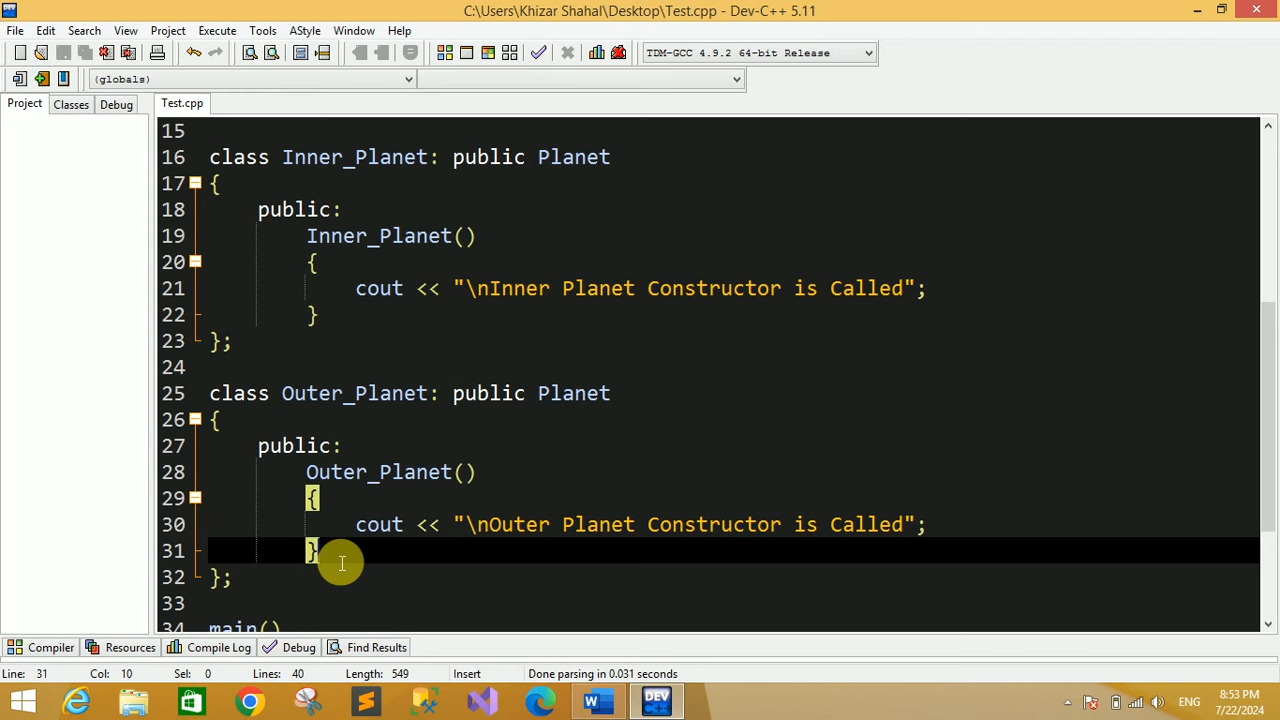 C:\Users\Khizar Shahal\Desktop\Test.cpp - Dev-C++ 5.11
File Edit Search View Project Execute Tools AStyle Window Help
TDM-GCC 4.9.2 64-bit Release
(globals)
Project Classes Debug Test.cpp
15
16 class Inner_Planet: public Planet
17 {
18 public:
19 Inner_Planet()
20 {
21 cout << "\nInner Planet Constructor is Called";
22 }
23 };
24
25 class Outer_Planet: public Planet
26 {
27 public:
28 Outer_Planet()
29 {
30 cout << "\nOuter Planet Constructor is Called";
31 }
32 };
33
34 main()
Compiler Resources Compile Log Debug Find Results
Line: 31 Col: 10 Sel: 0 Lines: 40 Length: 549 Insert Done parsing in 0.031 seconds
DEV C++
ENG
8:53 PM
7/22/2024